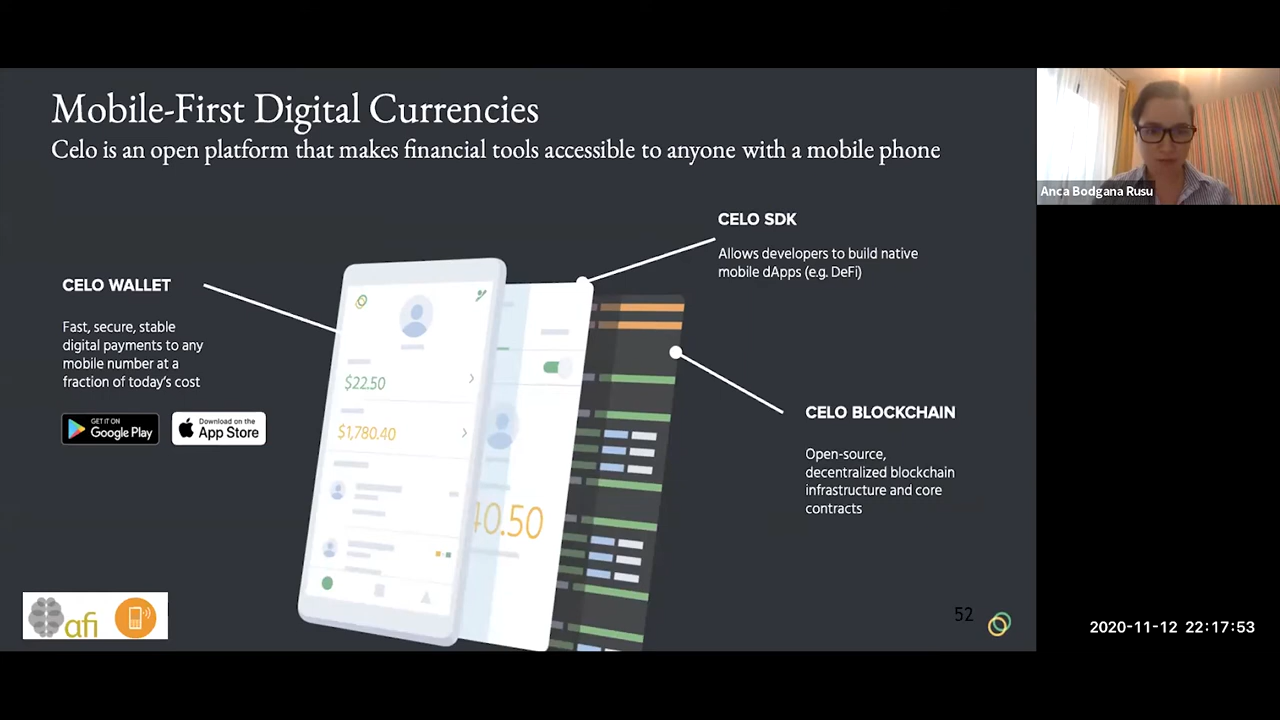 Mobile-First Digital Currencies
Celo is an open platform that makes financial tools accessible to anyone with a mobile phone
Anca Bodgana Rusu
CELO SDK
Allows developers to build native
mobile dApps (e.g. DeFi)
CELO WALLET
Fast, secure, stable
digital payments to any
mobile number at a
fraction of today's cost
GET IT ON
Google Play
Download on the
App Store
$22.50
$1,780.40
40.50
CELO BLOCKCHAIN
Open-source,
decentralized blockchain
infrastructure and core
contracts
afi
52
2020-11-12 22:17:53